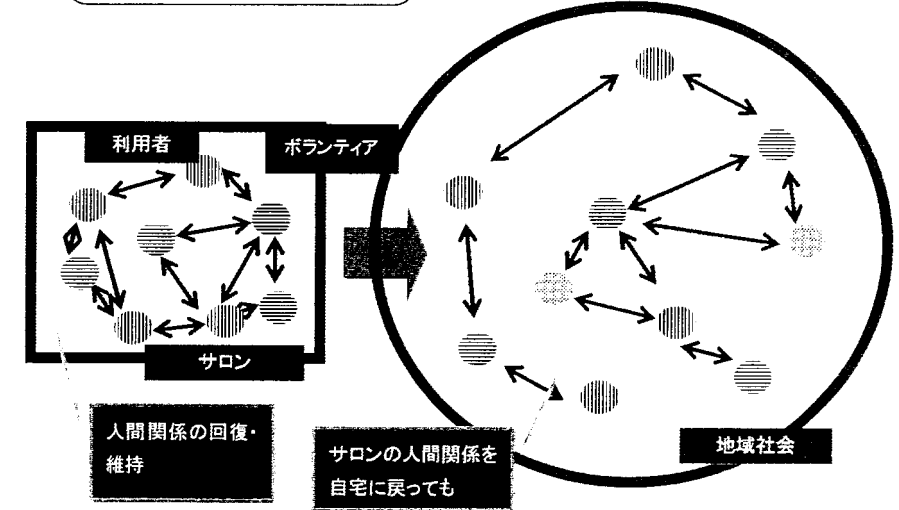 利用者
ボランティア
サロン
人間関係の回復・
維持
サロンの人間関係を
自宅に戻っても
地域社会